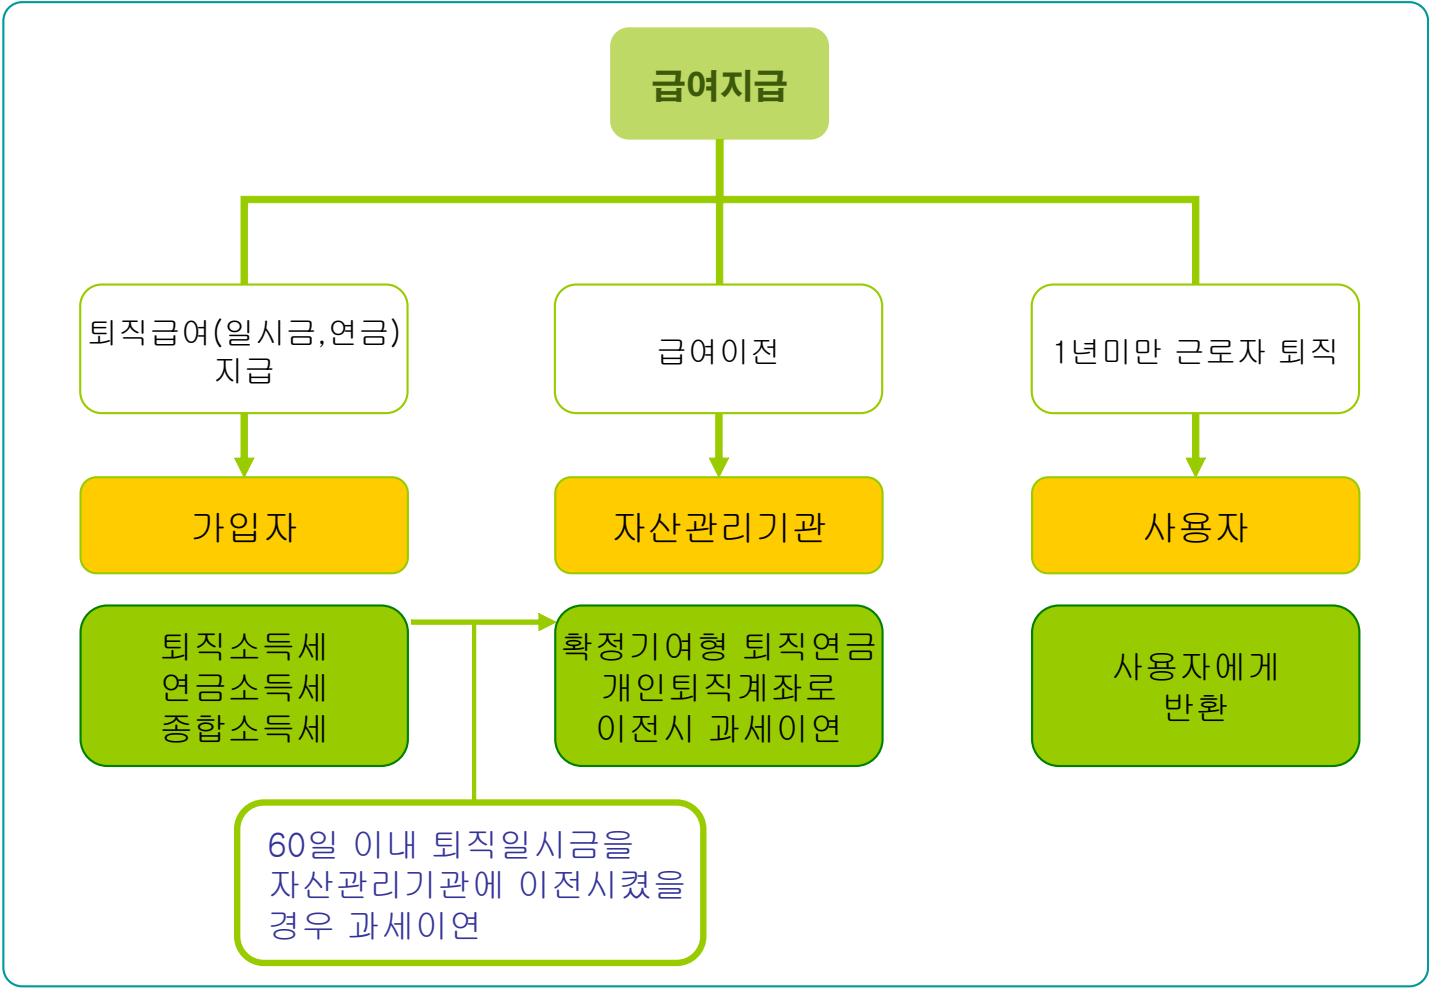 급여지급
퇴직급여(일시금,연금)
지급
급여이전
1년미만 근로자 퇴직
가입자
자산관리기관
사용자
퇴직소득세
연금소득세
종합소득세
확정기여형 퇴직연금
개인퇴직계좌로
이전시 과세이연
사용자에게
반환
60일 이내 퇴직일시금을
자산관리기관에 이전시켰을
경우 과세이연